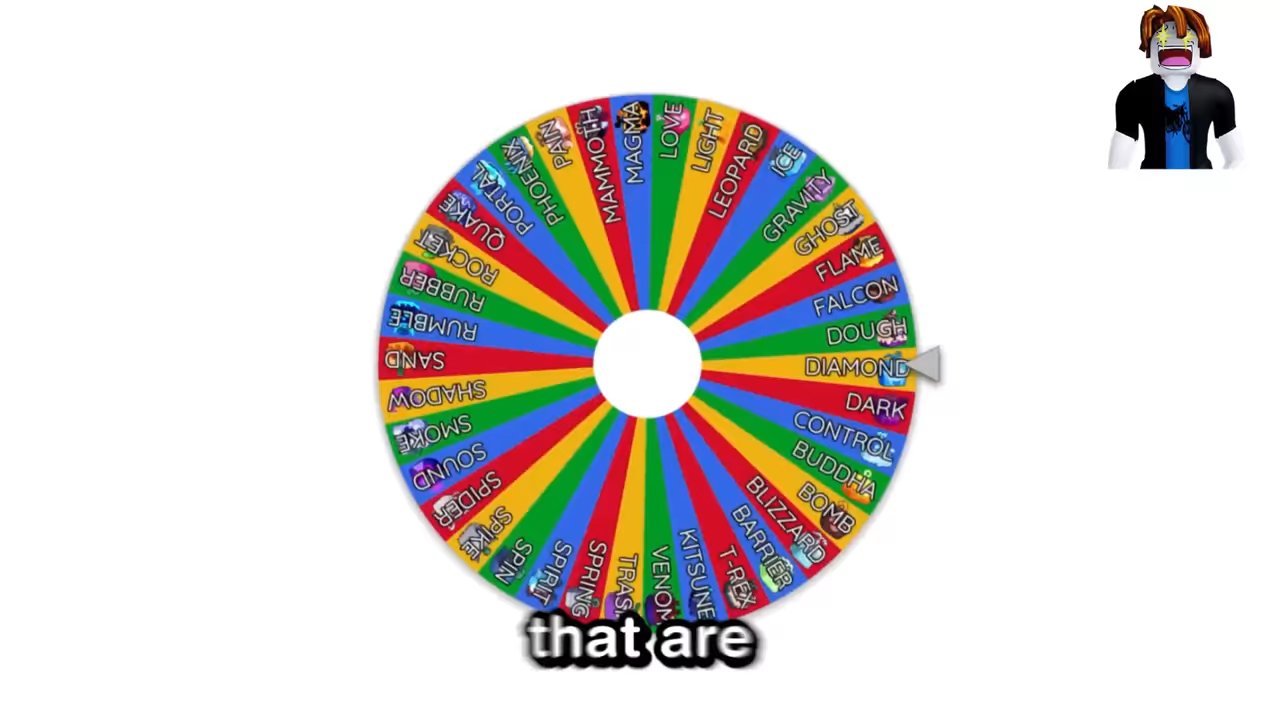 LOVE
LIGHT
LEOPARD
ICE
GRAVITY
GHOST
FLAME
FALCON
DOUGH
DIAMOND
DARK
CONTROL
BUDDHA
BOMB
BLIZZARD
BARRIER
T-REX
KITSUNE
VENOM
TRAS
SPRING
SPIRIT
SPIN
SPIKE
SPIDER
SOUND
SMOKE
SHADOW
SAND
RUMBLE
RUBBER
ROCKET
QUAKE
PORTAL
PHOENIX
PAIN
MAMMOTH
MAGMA
that are